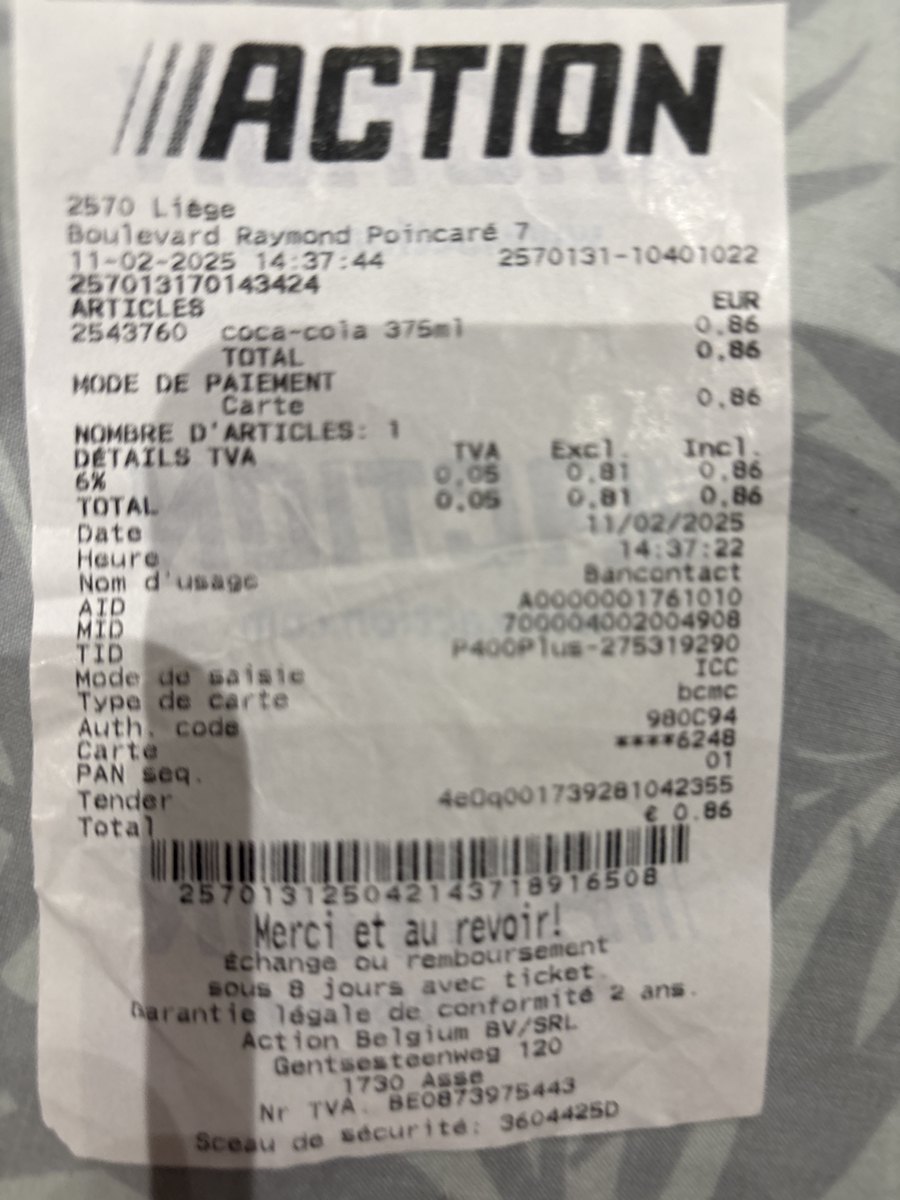 ACTION
2570 Liège
Boulevard Raymond Poincaré 7
11-02-2025 14:37:44 2570131-10401022
257013170143424
ARTICLES EUR
2543760 coca-cola 375ml 0,86
TOTAL 0,86
MODE DE PAIEMENT
Carte 0,86
NOMBRE D'ARTICLES: 1
DÉTAILS TVA TVA Excl. Incl.
6% 0,05 0,81 0,86
TOTAL 0,05 0,81 0,86
Date 11/02/2025
Heure 14:37:22
Nom d'usage Bancontact
AID A0000001761010
MID 700004002004908
TID P400Plus-275319290
Mode de saisie ICC
Type de carte bcmc
Auth. code 980C94
Carte ****6248
PAN seq. 01
Tender 4e0q001739281042355
Total € 0.86
257013125042143718916508
Merci et au revoir!
Échange ou remboursement
sous 8 jours avec ticket.
Garantie légale de conformité 2 ans.
Action Belgium BV/SRL
Gentsesteenweg 120
1730 Asse
Nr TVA. BE0873975443
Sceau de sécurité: 3604425D